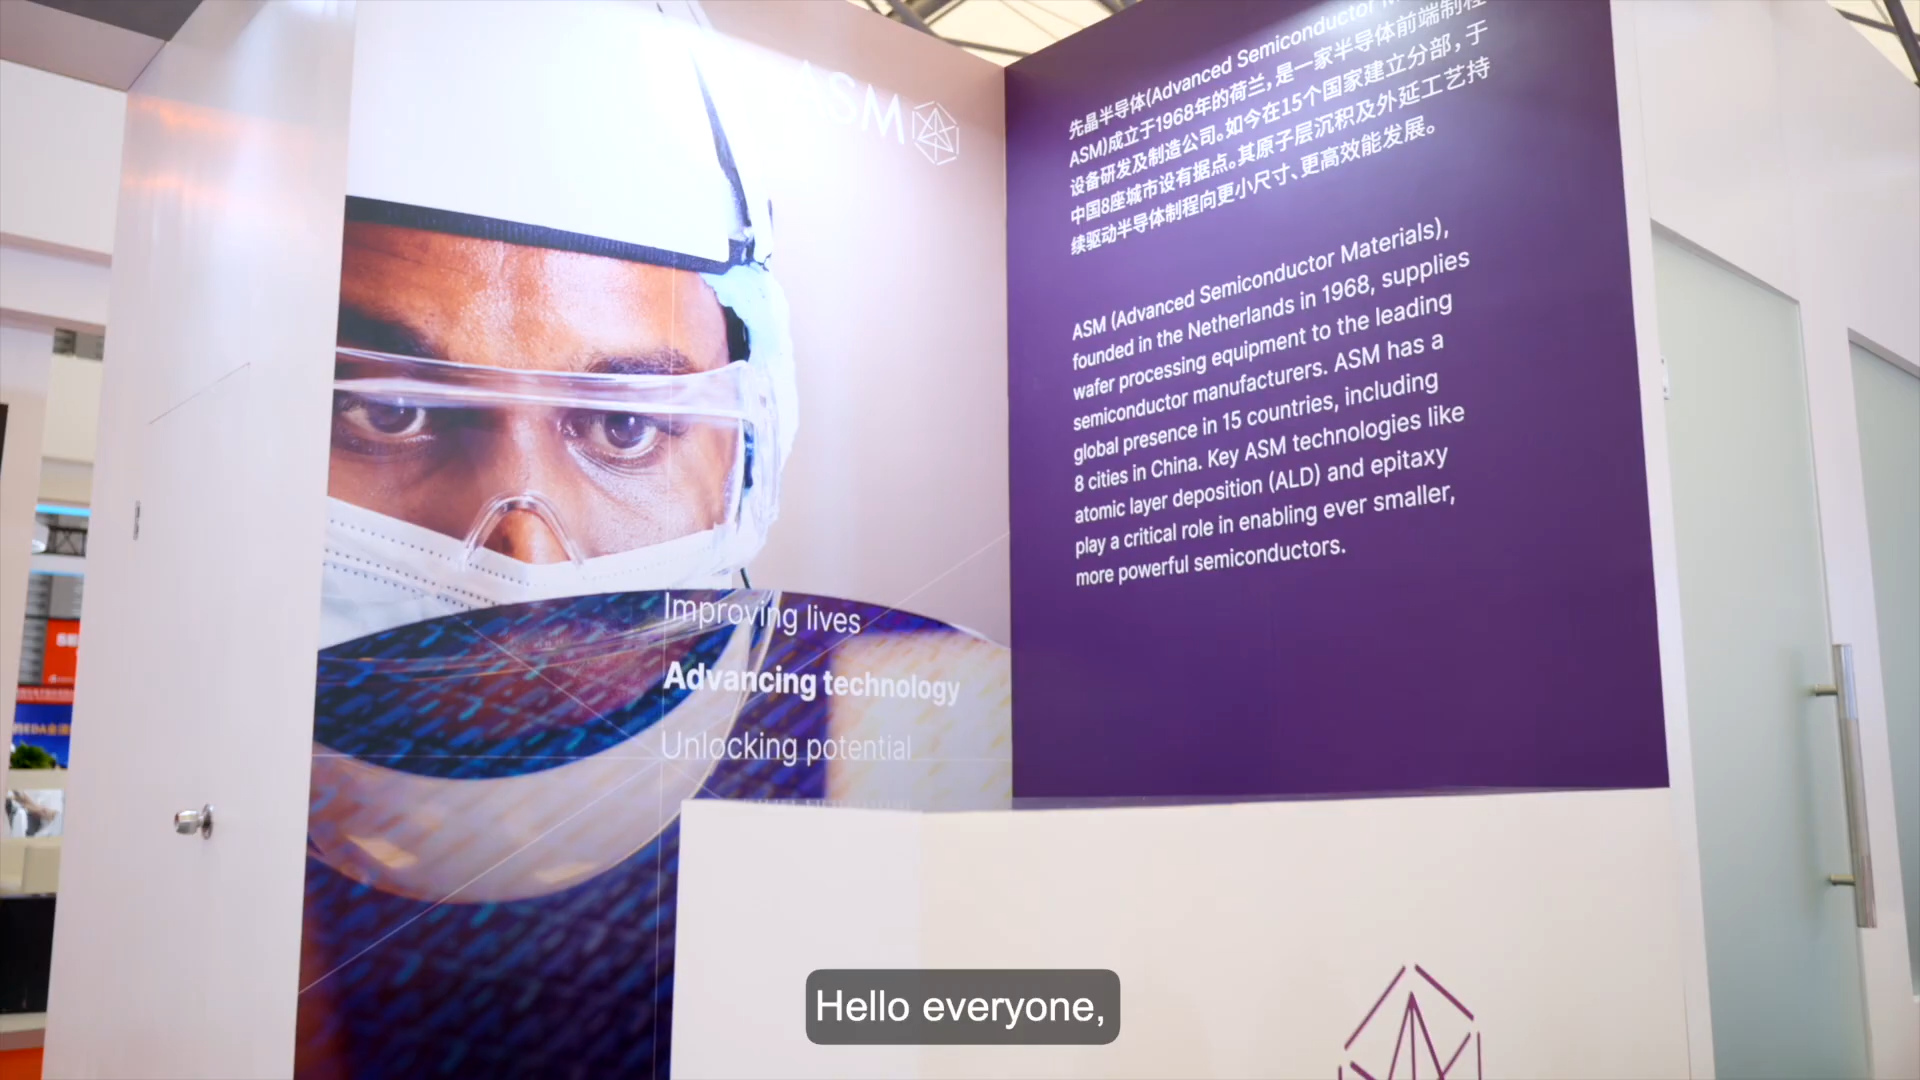 ASM
Improving lives
Advancing technology
Unlocking potential
先晶半导体(Advanced Semiconductor
ASM)成立于1968年的荷兰，是一家半导体前端制程
设备研发及制造公司。如今在15个国家建立分部，于
中国8座城市设有据点。其原子层沉积及外延工艺持
续驱动半导体制程向更小尺寸、更高效能发展。
ASM (Advanced Semiconductor Materials),
founded in the Netherlands in 1968, supplies
wafer processing equipment to the leading
semiconductor manufacturers. ASM has a
global presence in 15 countries, including
8 cities in China. Key ASM technologies like
atomic layer deposition (ALD) and epitaxy
play a critical role in enabling ever smaller,
more powerful semiconductors.
Hello everyone,